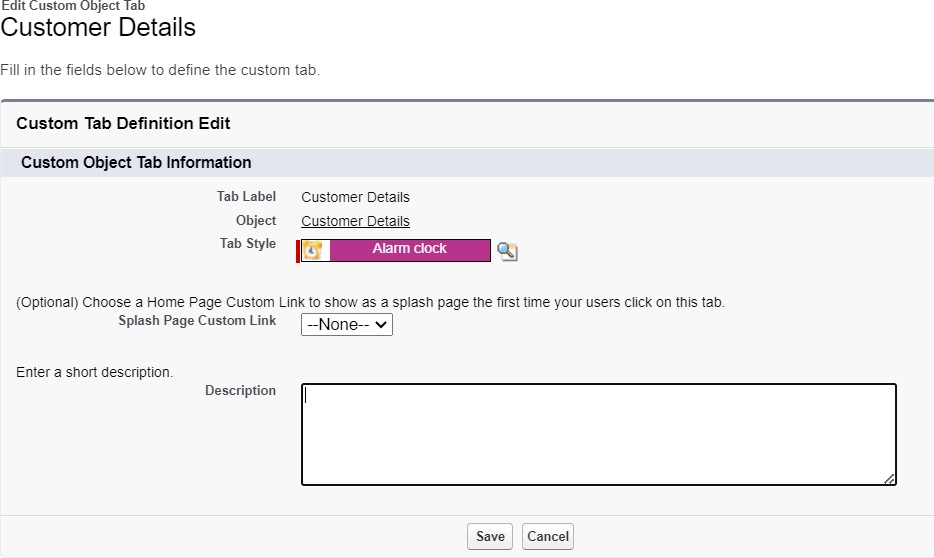 Edit Custom Object Tab
Customer Details
Fill in the fields below to define the custom tab.
Custom Tab Definition Edit
Custom Object Tab Information
Tab Label Customer Details
Object Customer Details
Tab Style Alarm clock
(Optional) Choose a Home Page Custom Link to show as a splash page the first time your users click on this tab.
Splash Page Custom Link --None--
Enter a short description.
Description
Save Cancel